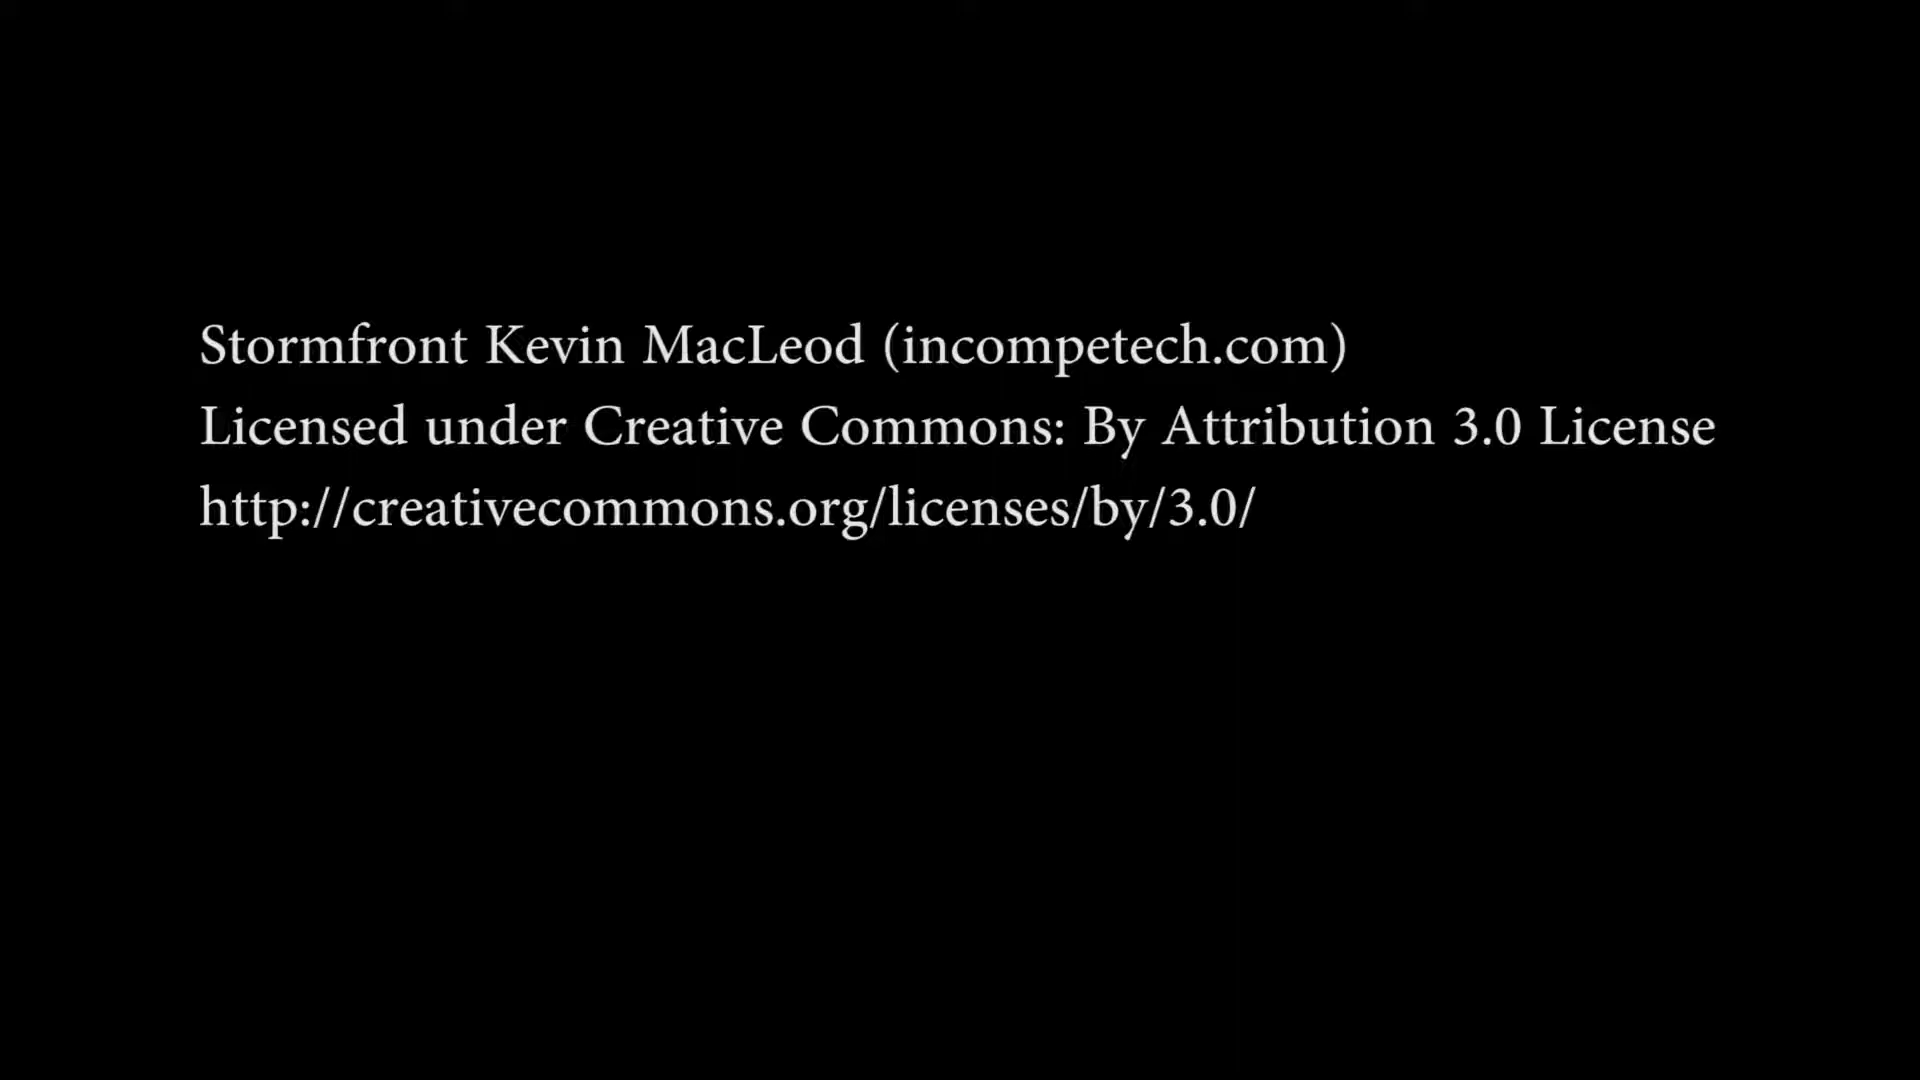 Stormfront Kevin MacLeod (incompetech.com)
Licensed under Creative Commons: By Attribution 3.0 License
http://creativecommons.org/licenses/by/3.0/